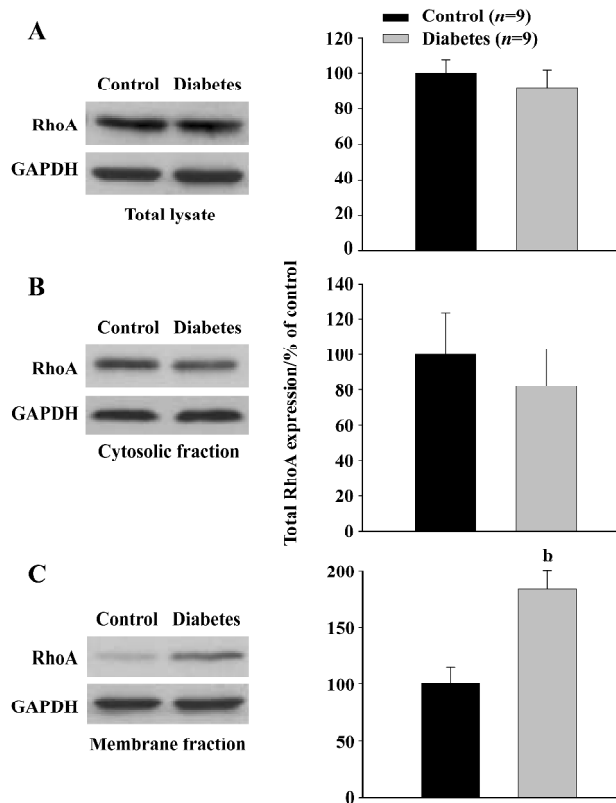 A
Control Diabetes
RhoA
GAPDH
Total lysate
Control (n=9)
Diabetes (n=9)
120
100
80
60
40
20
0
B
Control Diabetes
RhoA
GAPDH
Cytosolic fraction
Total RhoA expression/% of control
140
120
100
80
60
40
20
0
C
Control Diabetes
RhoA
GAPDH
Membrane fraction
b
200
150
100
50
0